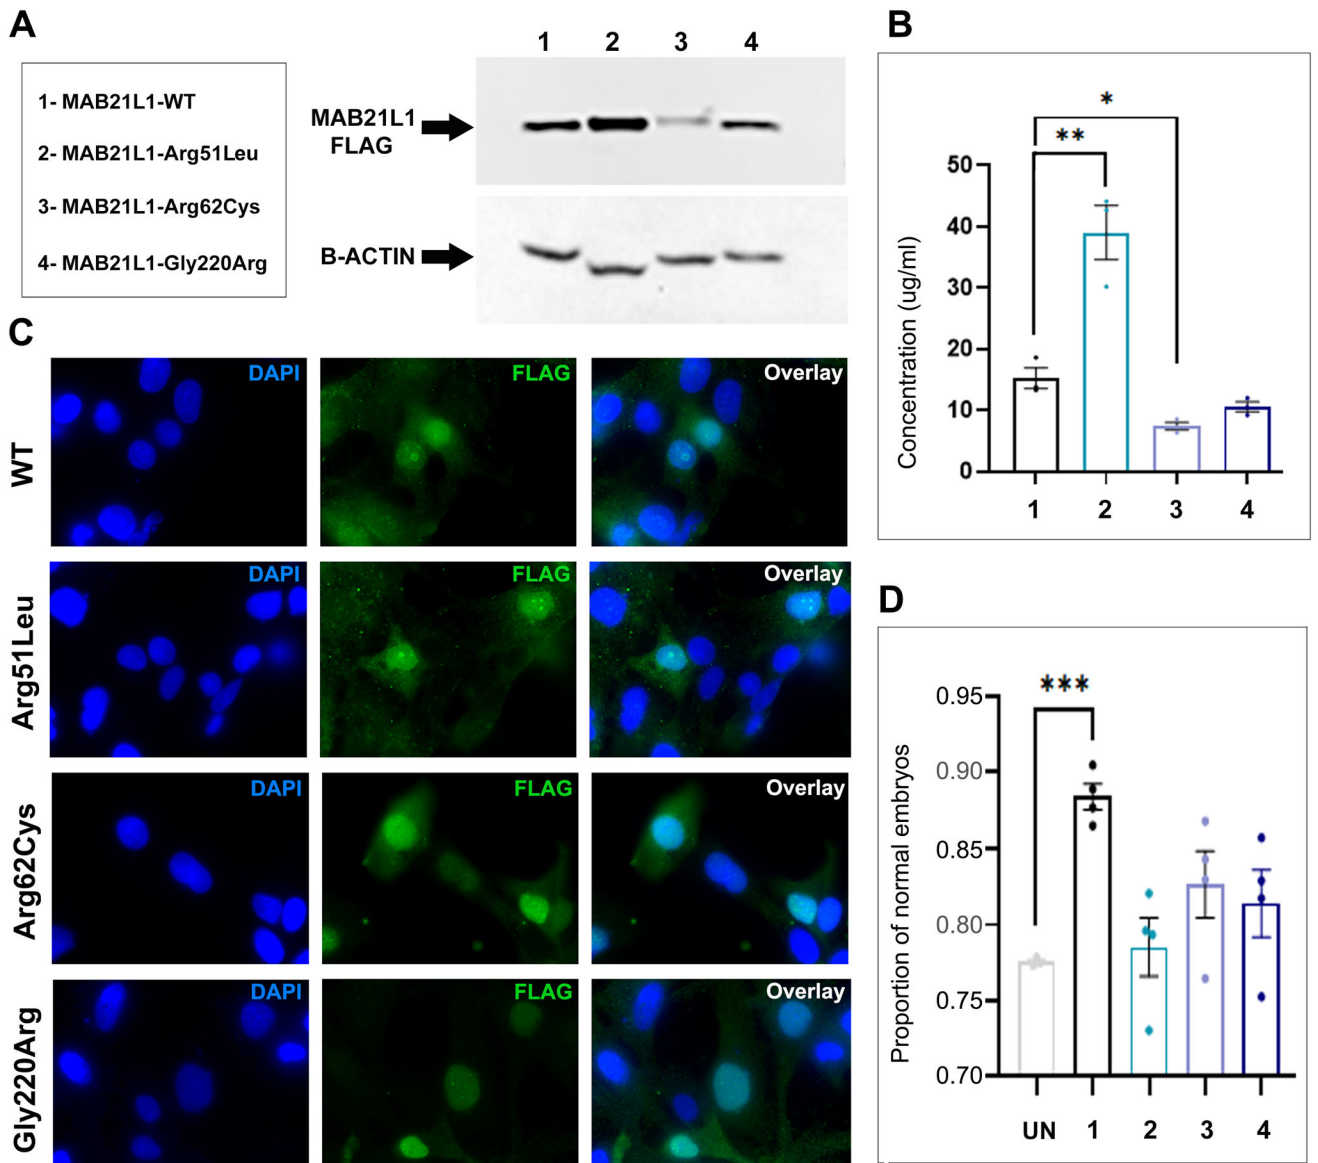 A
1 2 3 4
1- MAB21L1-WT
2- MAB21L1-Arg51Leu
3- MAB21L1-Arg62Cys
4- MAB21L1-Gly220Arg
MAB21L1
FLAG
B-ACTIN
B
*
**
50
40
30
20
10
0
Concentration (ug/ml)
1 2 3 4
C
WT
DAPI
FLAG
Overlay
Arg51Leu
DAPI
FLAG
Overlay
Arg62Cys
DAPI
FLAG
Overlay
Gly220Arg
DAPI
FLAG
Overlay
D
***
0.95
0.90
0.85
0.80
0.75
0.70
Proportion of normal embryos
UN 1 2 3 4